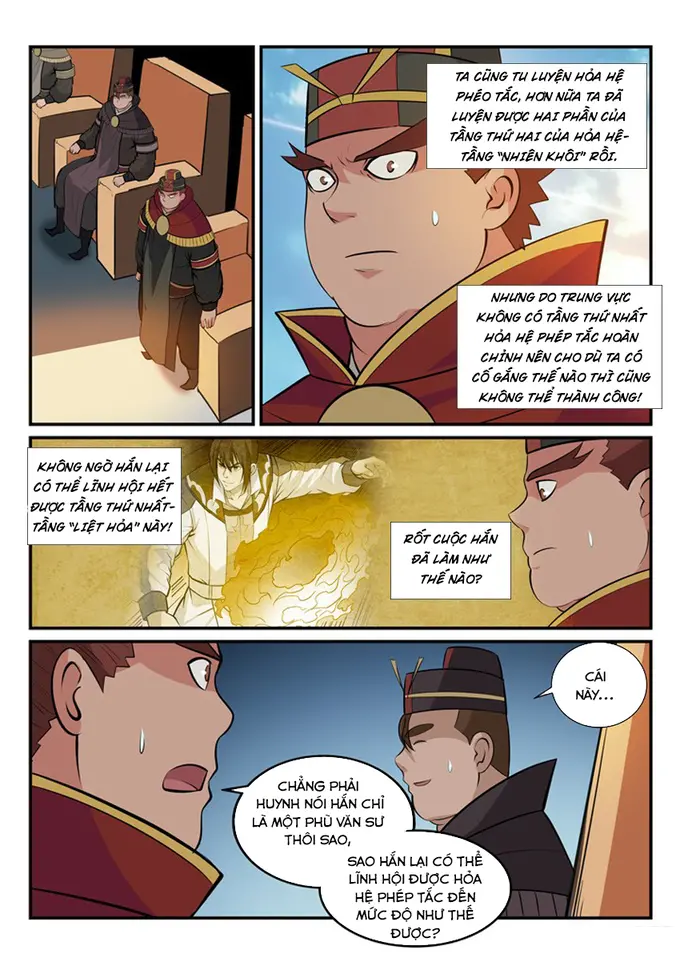 TA CŨNG TU LUYỆN HỎA HỆ
PHÉO TẮC, HƠN NỮA TA ĐÃ
LUYỆN ĐƯỢC HAI PHẦN CỦA
TẦNG THỨ HAI CỦA HỎA HỆ-
TẦNG "NHIÊN KHÔI" RỒI.
NHƯNG DO TRUNG VỰC
KHÔNG CÓ TẦNG THỨ NHẤT
HỎA HỆ PHÉP TẮC HOÀN
CHỈNH NÊN CHO DÙ TA CÓ
CỐ GẮNG THẾ NÀO THÌ CŨNG
KHÔNG THỂ THÀNH CÔNG!
KHÔNG NGỜ HẮN LẠI
CÓ THỂ LĨNH HỘI HẾT
ĐƯỢC TẦNG THỨ NHẤT-
TẦNG "LIỆT HỎA" NÀY!
RỐT CUỘC HẮN
ĐÃ LÀM NHƯ
THẾ NÀO?
CÁI
NÀY...
CHẲNG PHẢI
HUYNH NÓI HẮN CHỈ
LÀ MỘT PHÙ VĂN SƯ
THÔI SAO,
SAO HẮN LẠI CÓ THỂ
LĨNH HỘI ĐƯỢC HỎA
HỆ PHÉP TẮC ĐẾN
MỨC ĐỘ NHƯ THẾ
ĐƯỢC?